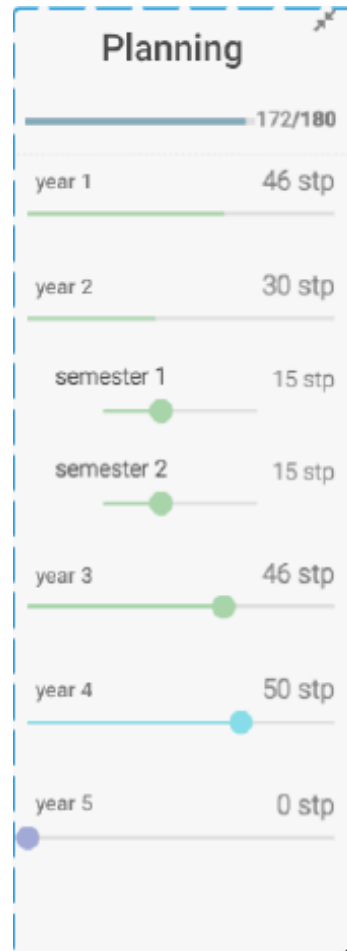 Planning
172/180
year 1 46 stp
year 2 30 stp
semester 1 15 stp
semester 2 15 stp
year 3 46 stp
year 4 50 stp
year 5 0 stp